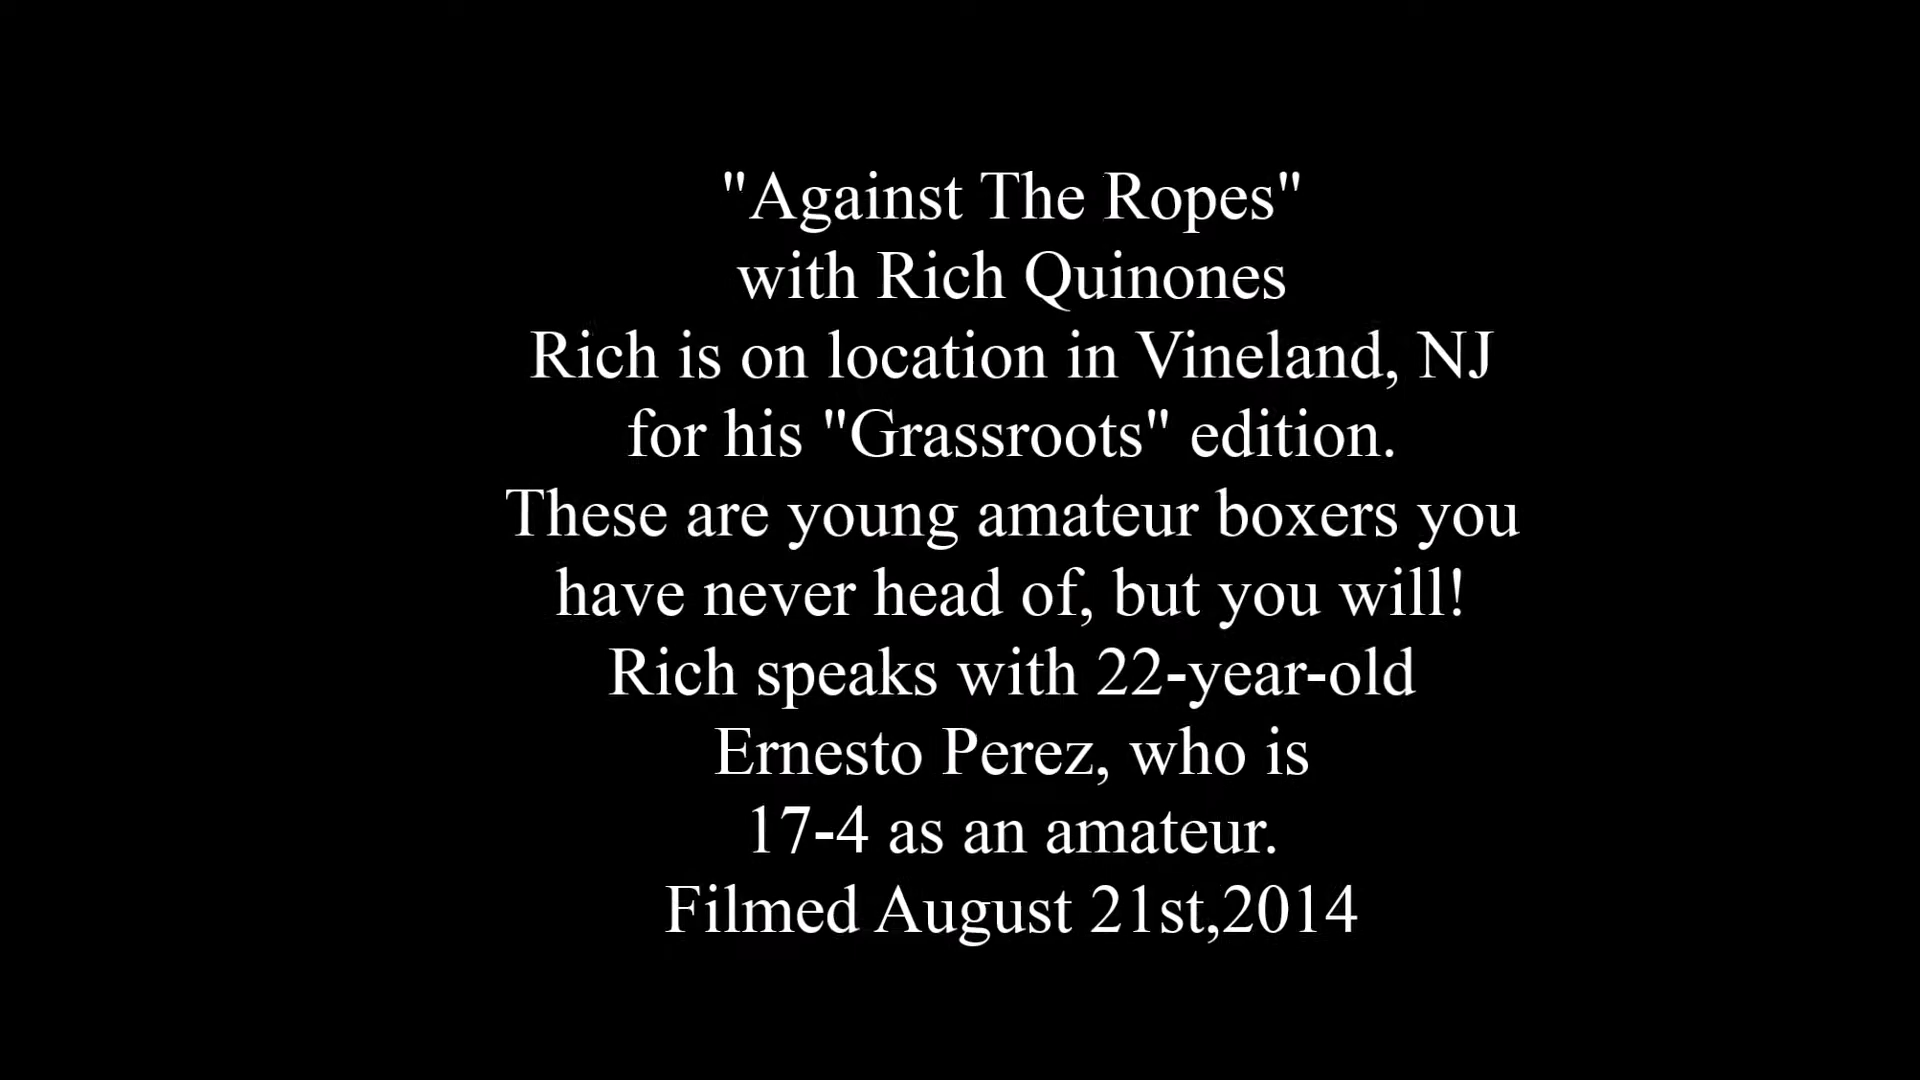 "Against The Ropes"
with Rich Quinones
Rich is on location in Vineland, NJ
for his "Grassroots" edition.
These are young amateur boxers you
have never head of, but you will!
Rich speaks with 22-year-old
Ernesto Perez, who is
17-4 as an amateur.
Filmed August 21st,2014